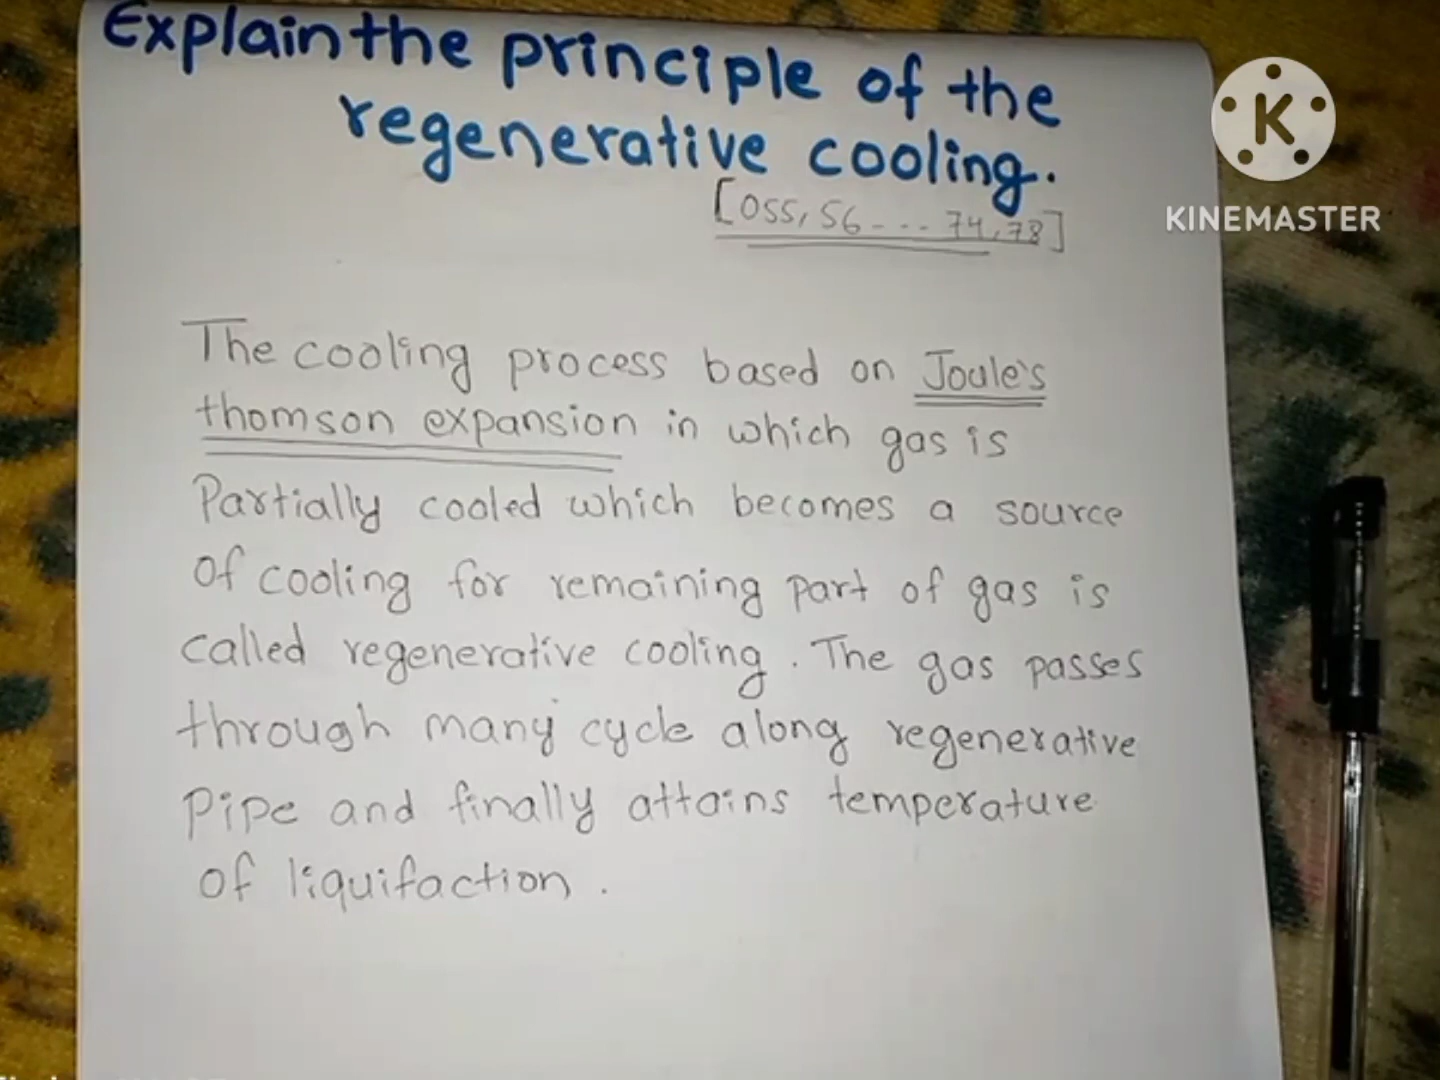 Explain the principle of the
regenerative cooling.
[055, 56 --- 74, 78]
KINEMASTER
The cooling process based on Joule's
thomson expansion in which gas is
Partially cooled which becomes a source
of cooling for remaining part of gas is
called regenerative cooling. The gas passes
through many cycle along regenerative
Pipe and finally attains temperature
of liquifaction.